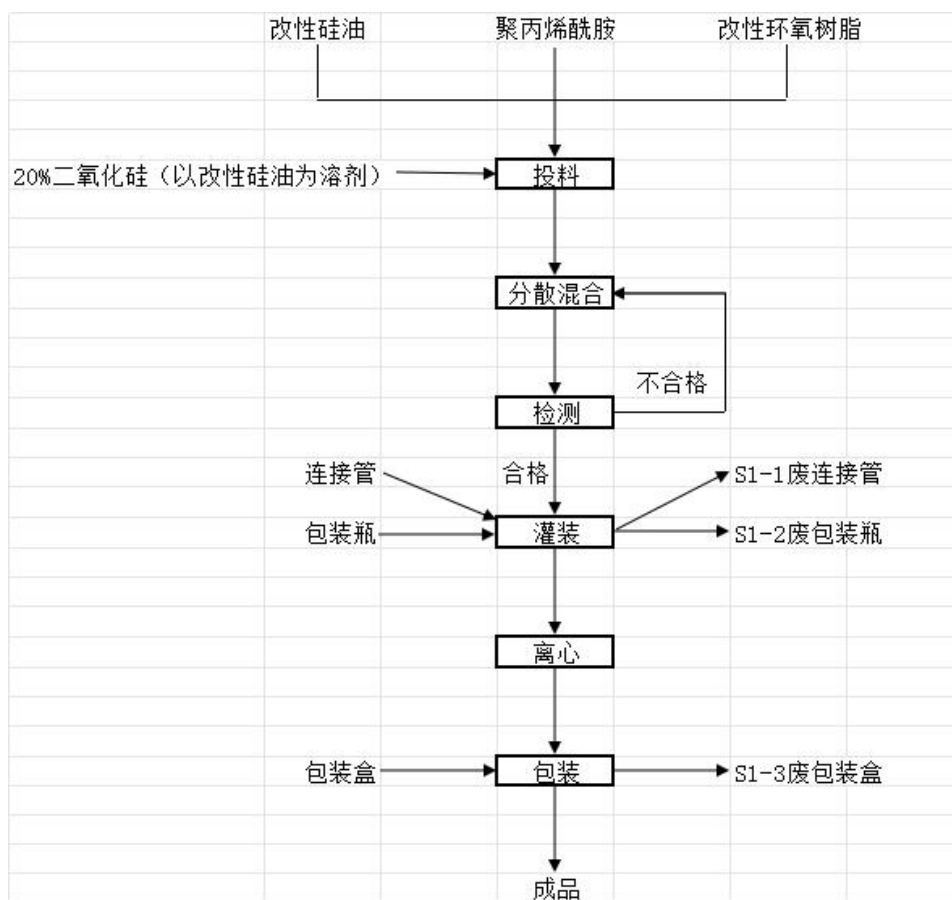 改性硅油
聚丙烯酰胺
改性环氧树脂
20%二氧化硅（以改性硅油为溶剂）
投料
分散混合
不合格
检测
连接管
合格
S1-1废连接管
包装瓶
灌装
S1-2废包装瓶
离心
包装盒
包装
S1-3废包装盒
成品